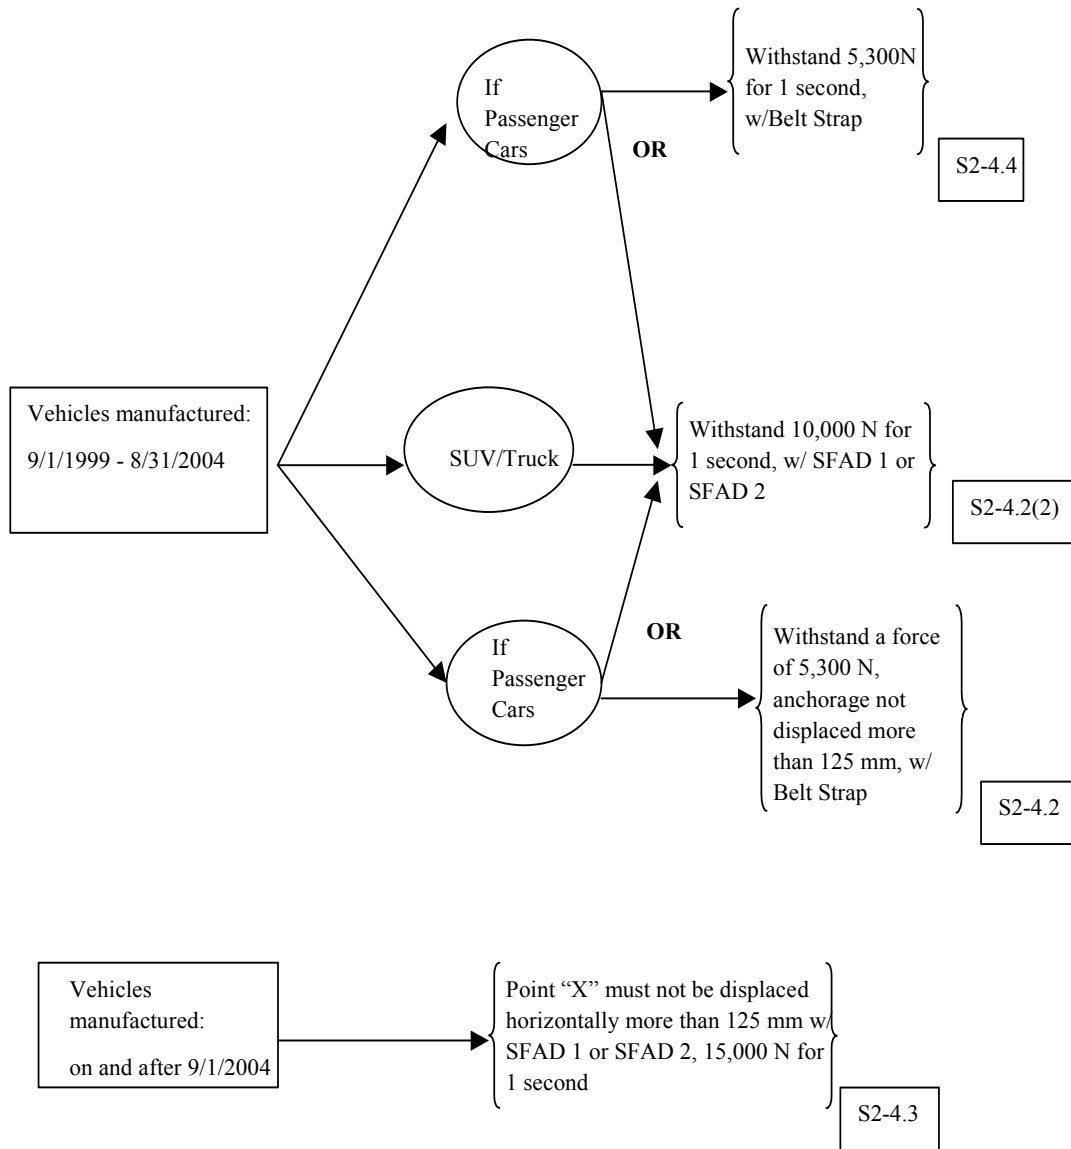 If
Passenger
Cars
Withstand 5,300N
for 1 second,
w/Belt Strap
OR
S2-4.4
Vehicles manufactured:
9/1/1999 - 8/31/2004
SUV/Truck
Withstand 10,000 N for
1 second, w/ SFAD 1 or
SFAD 2
S2-4.2(2)
If
Passenger
Cars
OR
Withstand a force
of 5,300 N,
anchorage not
displaced more
than 125 mm, w/
Belt Strap
S2-4.2
Vehicles
manufactured:
on and after 9/1/2004
Point “X” must not be displaced
horizontally more than 125 mm w/
SFAD 1 or SFAD 2, 15,000 N for
1 second
S2-4.3